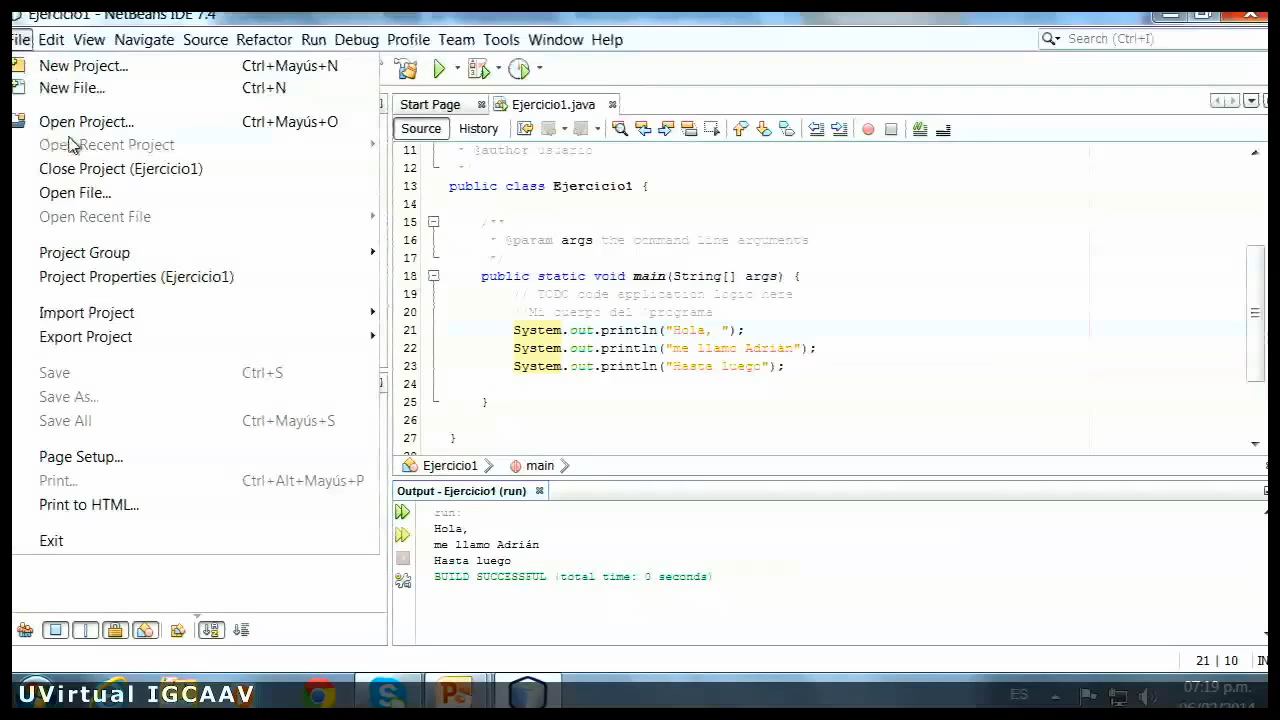 Ejercicio1 - NetBeans IDE 7.4
File Edit View Navigate Source Refactor Run Debug Profile Team Tools Window Help
Search (Ctrl+I)
New Project... Ctrl+Mayús+N
New File... Ctrl+N
Open Project... Ctrl+Mayús+O
Open Recent Project
Close Project (Ejercicio1)
Open File...
Open Recent File
Project Group
Project Properties (Ejercicio1)
Import Project
Export Project
Save Ctrl+S
Save As...
Save All Ctrl+Mayús+S
Page Setup...
Print... Ctrl+Alt+Mayús+P
Print to HTML...
Exit
Start Page Ejercicio1.java
Source History
11 * @author usuario
12 */
13 public class Ejercicio1 {
14
15 /**
16 * @param args the command line arguments
17 */
18 public static void main(String[] args) {
19 // TODO code application logic here
20 //Mi cuerpo del programa
21 System.out.println("Hola, ");
22 System.out.println("me llamo Adrián");
23 System.out.println("Hasta luego");
24
25 }
26
27 }
Ejercicio1 main
Output - Ejercicio1 (run)
run:
Hola,
me llamo Adrián
Hasta luego
BUILD SUCCESSFUL (total time: 0 seconds)
21 | 10 IN
UVirtual IGCAAV
ES
07:19 p.m.
06/02/2014